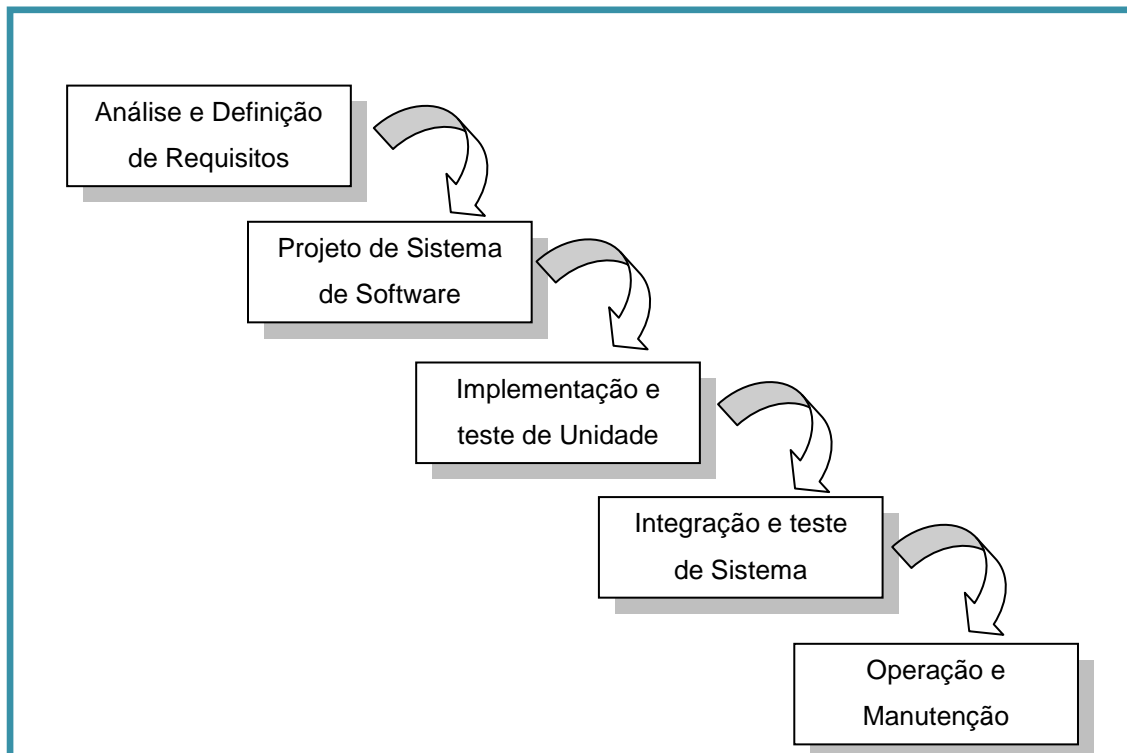 Análise e Definição
de Requisitos
Projeto de Sistema
de Software
Implementação e
teste de Unidade
Integração e teste
de Sistema
Operação e
Manutenção